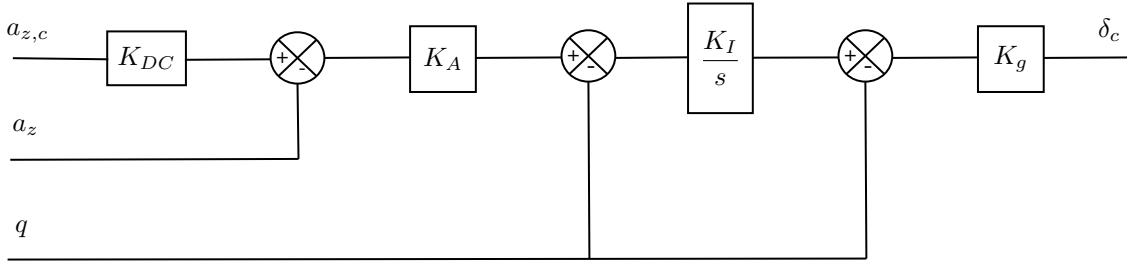 a_{z,c}
K_{DC}
+
-
K_A
+
-
K_I
s
+
-
K_g
δ_c
a_z
q